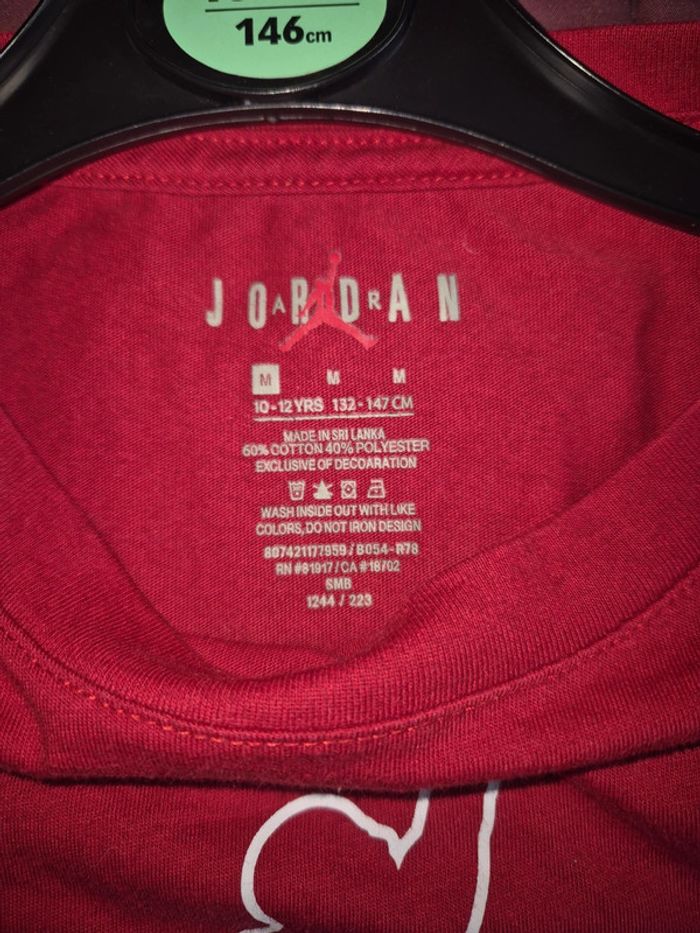 146cm
JORDAN
AIR
M M M
10-12 YRS 132-147 CM
MADE IN SRI LANKA
60% COTTON 40% POLYESTER
EXCLUSIVE OF DECOARATION
WASH INSIDE OUT WITH LIKE
COLORS, DO NOT IRON DESIGN
807421177959 / B054-R78
RN #81917 / CA #18702
SMB
1244 / 223